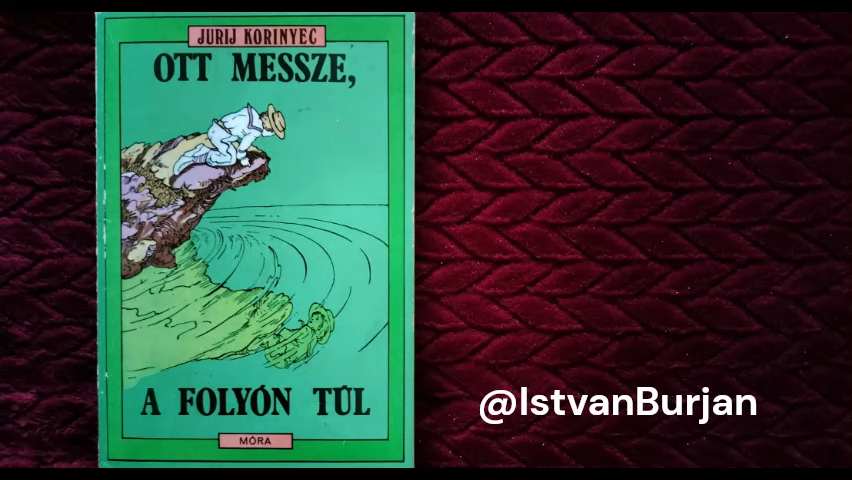 JURIJ KORINYEC
OTT MESSZE,
A FOLYÓN TÚL
MÓRA
@IstvanBurjan